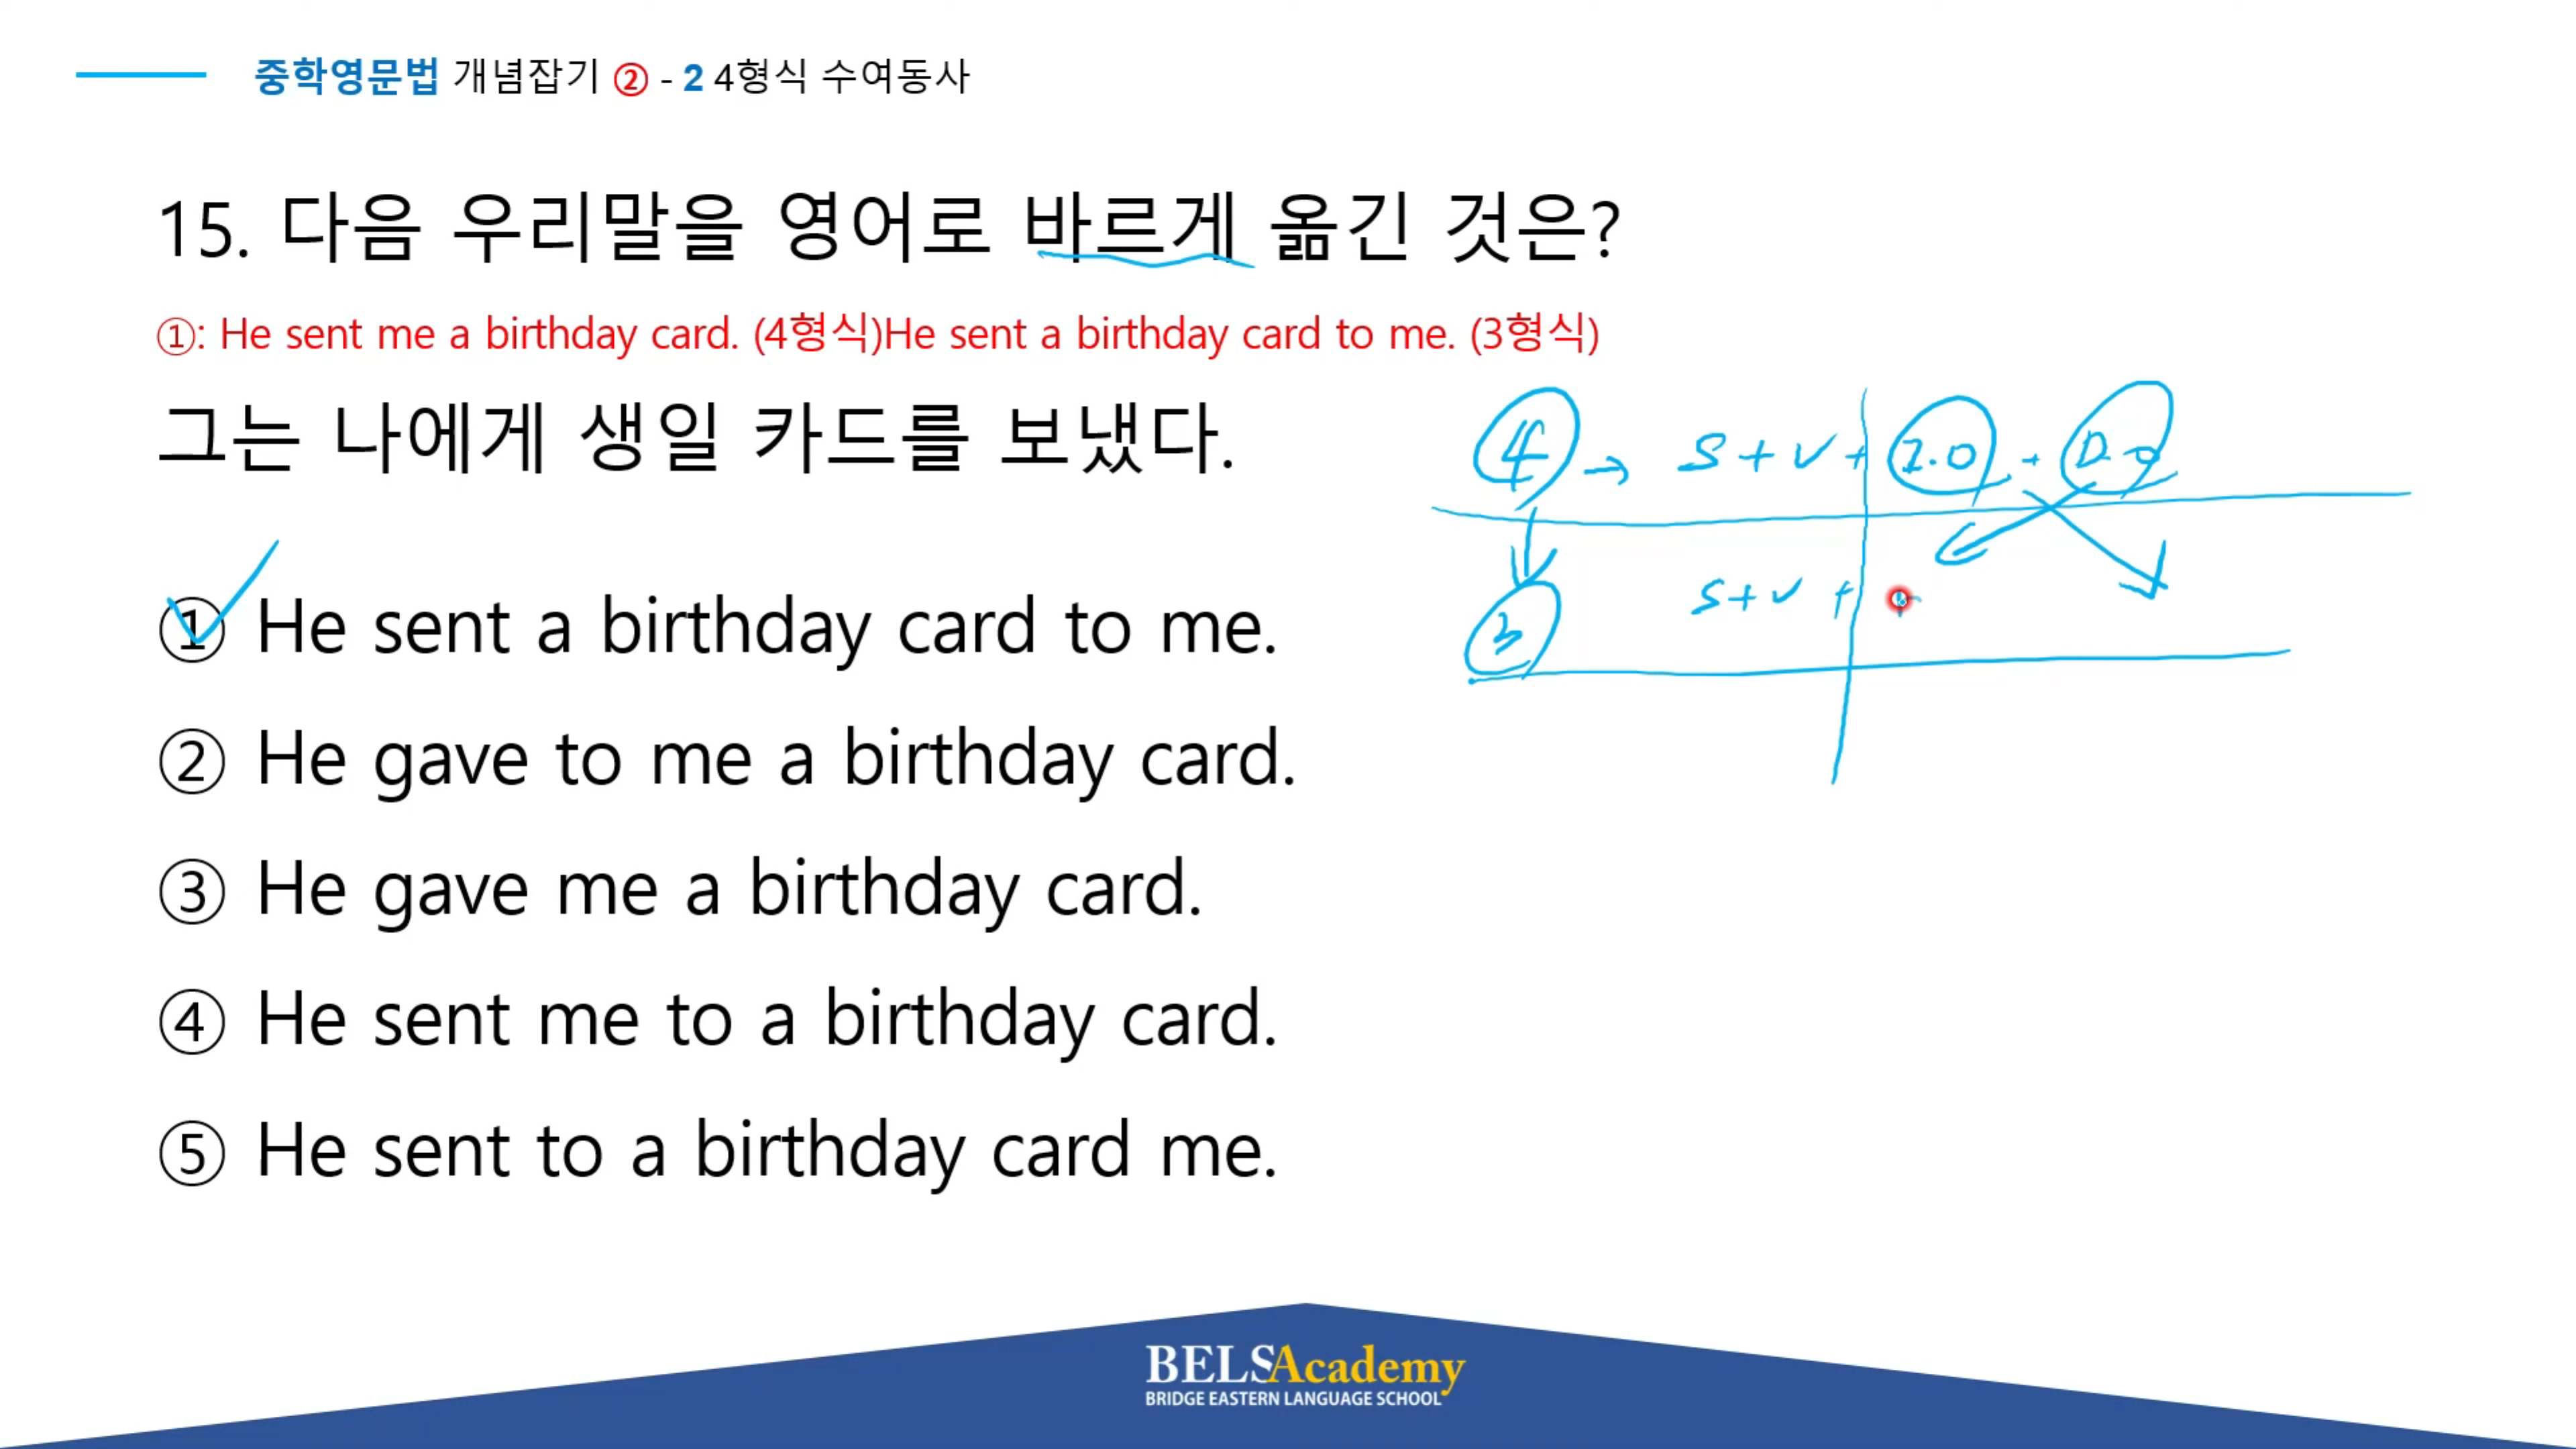 중학영문법 개념잡기 ② - 2 4형식 수여동사
15. 다음 우리말을 영어로 바르게 옮긴 것은?
①: He sent me a birthday card. (4형식)He sent a birthday card to me. (3형식)
그는 나에게 생일 카드를 보냈다.
4 → S + V + I.O + D.O
3 S + V +
① He sent a birthday card to me.
② He gave to me a birthday card.
③ He gave me a birthday card.
④ He sent me to a birthday card.
⑤ He sent to a birthday card me.
BELSAcademy
BRIDGE EASTERN LANGUAGE SCHOOL